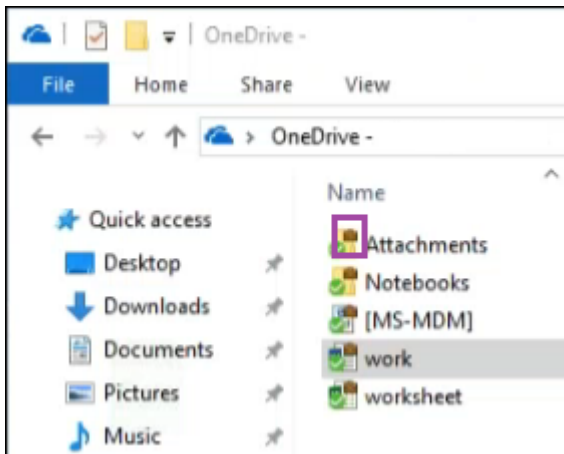 OneDrive -
File Home Share View
OneDrive -
Name
Quick access
Desktop
Downloads
Documents
Pictures
Music
Attachments
Notebooks
[MS-MDM]
work
worksheet